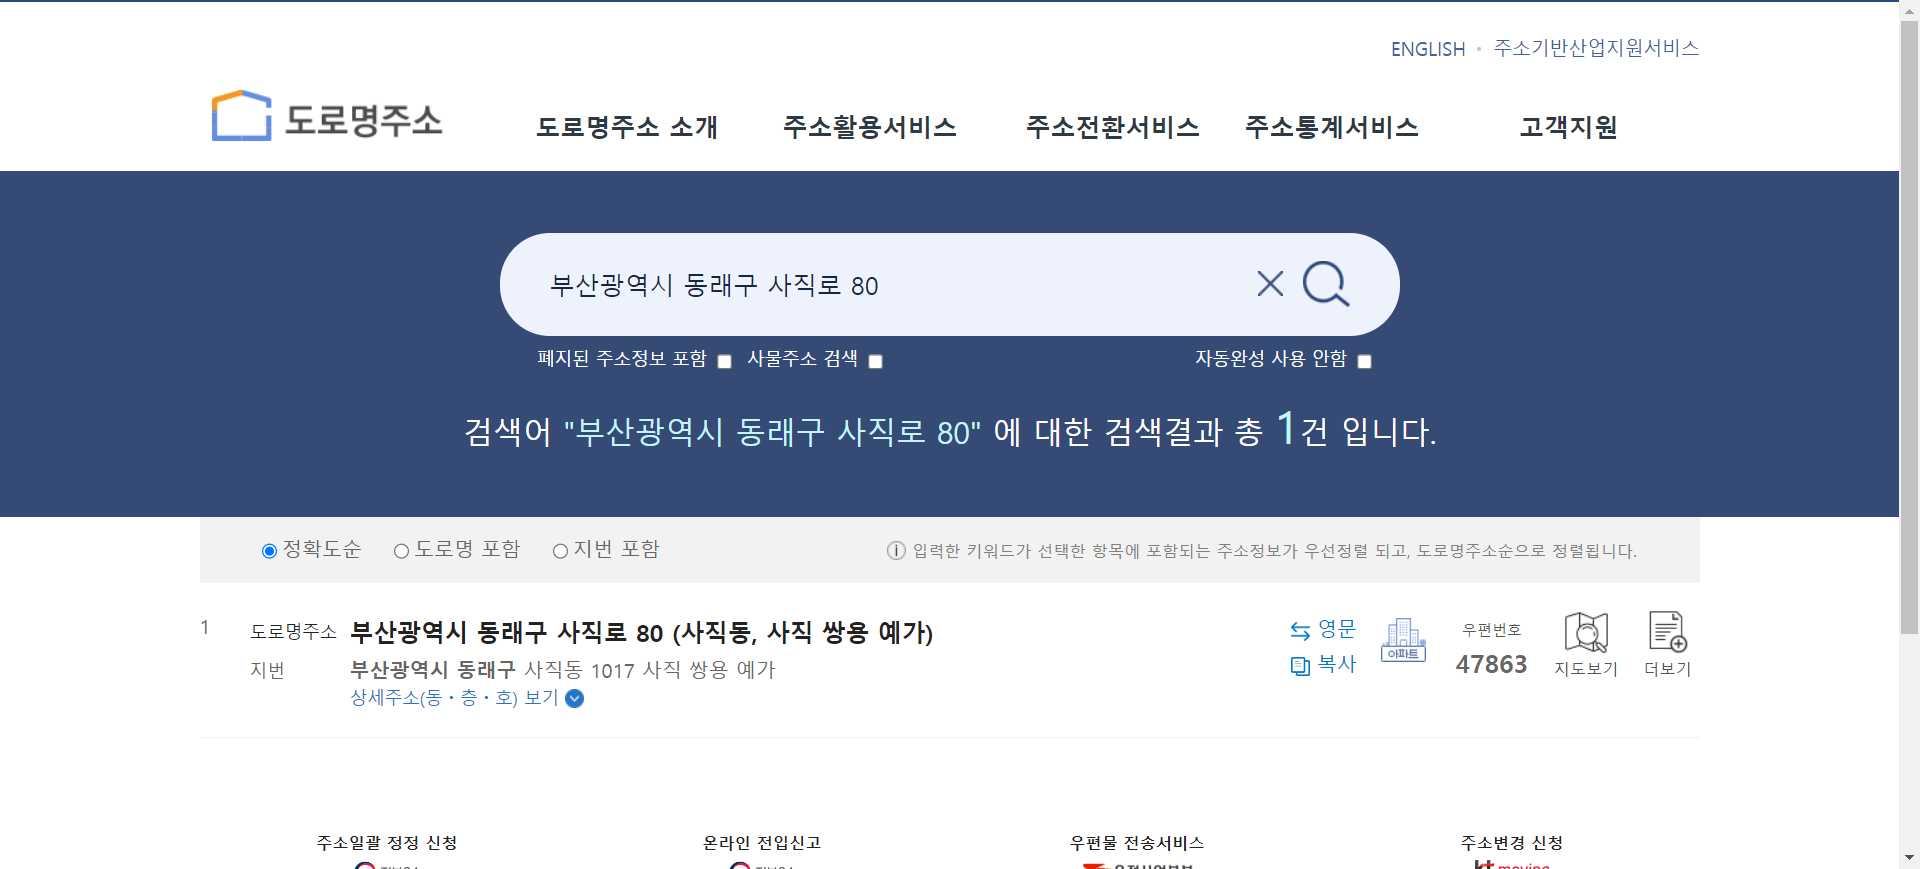 ENGLISH • 주소기반산업지원서비스
도로명주소
도로명주소 소개 주소활용서비스 주소전환서비스 주소통계서비스 고객지원
부산광역시 동래구 사직로 80
폐지된 주소정보 포함 사물주소 검색 자동완성 사용 안함
검색어 "부산광역시 동래구 사직로 80" 에 대한 검색결과 총 1건 입니다.
정확도순 도로명 포함 지번 포함 입력한 키워드가 선택한 항목에 포함되는 주소정보가 우선정렬 되고, 도로명주소순으로 정렬됩니다.
1 도로명주소 부산광역시 동래구 사직로 80 (사직동, 사직 쌍용 예가)
지번 부산광역시 동래구 사직동 1017 사직 쌍용 예가
상세주소(동・층・호) 보기
영문
복사
아파트
우편번호
47863
지도보기
더보기
주소일괄 정정 신청 온라인 전입신고 우편물 전송서비스 주소변경 신청